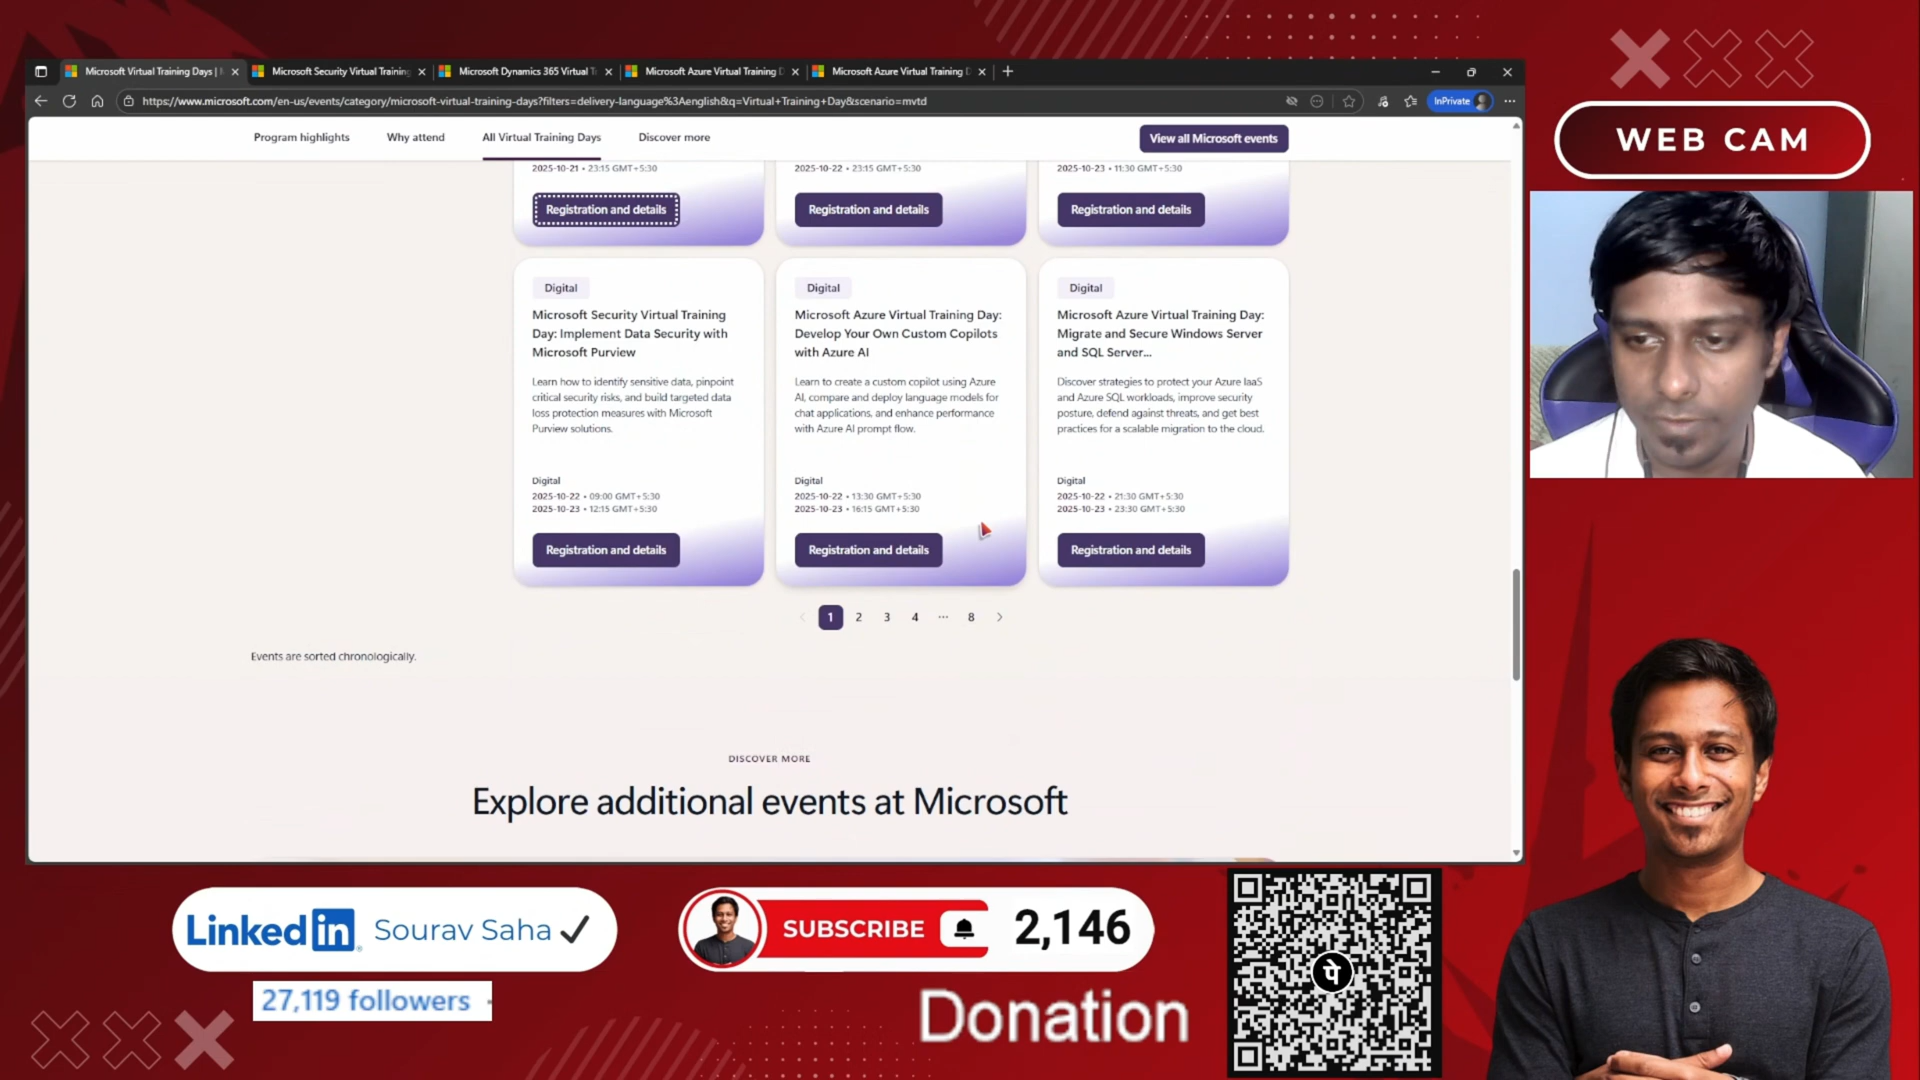 Microsoft Virtual Training Days |
Microsoft Security Virtual Training
Microsoft Dynamics 365 Virtual T
Microsoft Azure Virtual Training D
Microsoft Azure Virtual Training D
https://www.microsoft.com/en-us/events/category/microsoft-virtual-training-days?filters=delivery-language%3Aenglish&q=Virtual+Training+Day&scenario=mvtd
InPrivate
Program highlights
Why attend
All Virtual Training Days
Discover more
View all Microsoft events
2025-10-21 • 23:15 GMT+5:30
2025-10-22 • 23:15 GMT+5:30
2025-10-23 • 11:30 GMT+5:30
Registration and details
Registration and details
Registration and details
Digital
Microsoft Security Virtual Training
Day: Implement Data Security with
Microsoft Purview
Learn how to identify sensitive data, pinpoint
critical security risks, and build targeted data
loss protection measures with Microsoft
Purview solutions.
Digital
2025-10-22 • 09:00 GMT+5:30
2025-10-23 • 12:15 GMT+5:30
Registration and details
Digital
Microsoft Azure Virtual Training Day:
Develop Your Own Custom Copilots
with Azure AI
Learn to create a custom copilot using Azure
AI, compare and deploy language models for
chat applications, and enhance performance
with Azure AI prompt flow.
Digital
2025-10-22 • 13:30 GMT+5:30
2025-10-23 • 16:15 GMT+5:30
Registration and details
Digital
Microsoft Azure Virtual Training Day:
Migrate and Secure Windows Server
and SQL Server...
Discover strategies to protect your Azure IaaS
and Azure SQL workloads, improve security
posture, defend against threats, and get best
practices for a scalable migration to the cloud.
Digital
2025-10-22 • 21:30 GMT+5:30
2025-10-23 • 23:30 GMT+5:30
Registration and details
1 2 3 4 ... 8
Events are sorted chronologically.
DISCOVER MORE
Explore additional events at Microsoft
WEB CAM
Linked in Sourav Saha
27,119 followers
SUBSCRIBE 2,146
Donation
पे